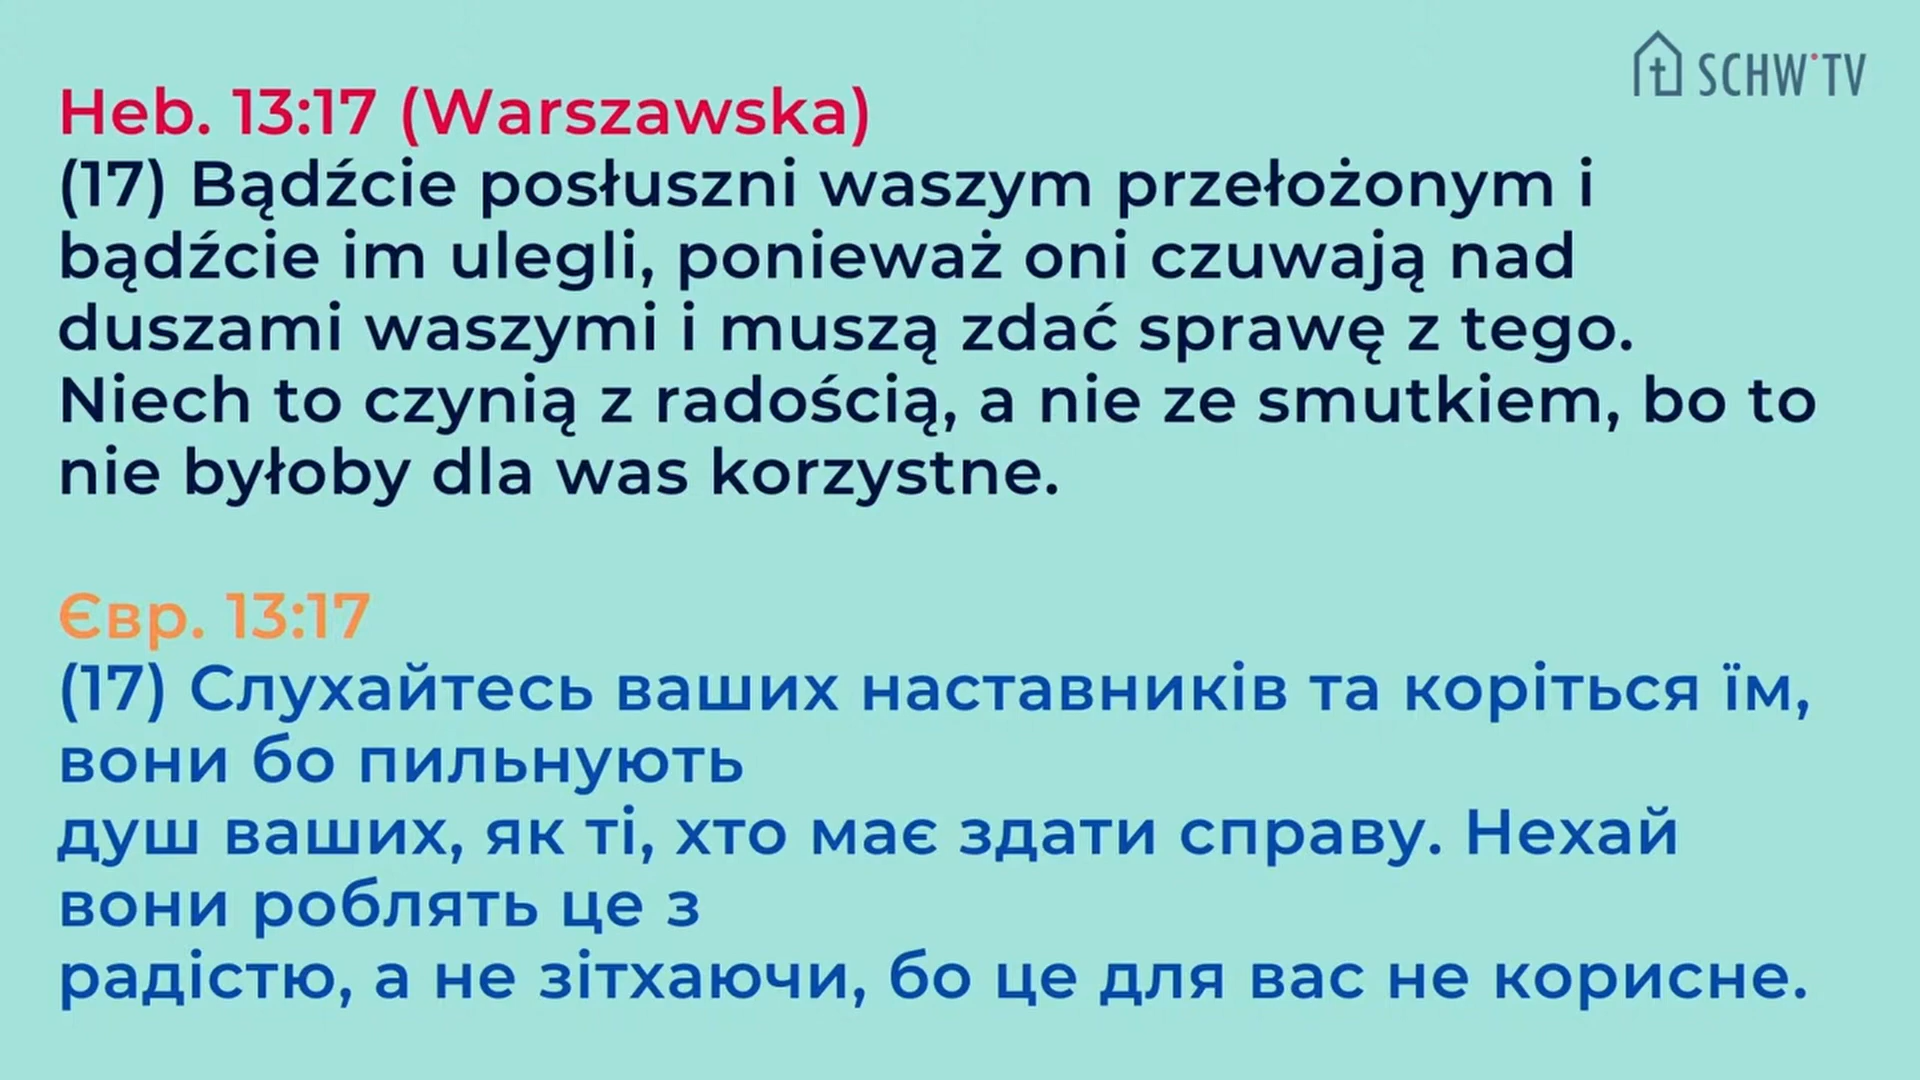 SCHW TV
Heb. 13:17 (Warszawska)
(17) Bądźcie posłuszni waszym przełożonym i
bądźcie im ulegli, ponieważ oni czuwają nad
duszami waszymi i muszą zdać sprawę z tego.
Niech to czynią z radością, a nie ze smutkiem, bo to
nie byłoby dla was korzystne.
Євр. 13:17
(17) Слухайтесь ваших наставників та коріться їм,
вони бо пильнують
душ ваших, як ті, хто має здати справу. Нехай
вони роблять це з
радістю, а не зітхаючи, бо це для вас не корисне.